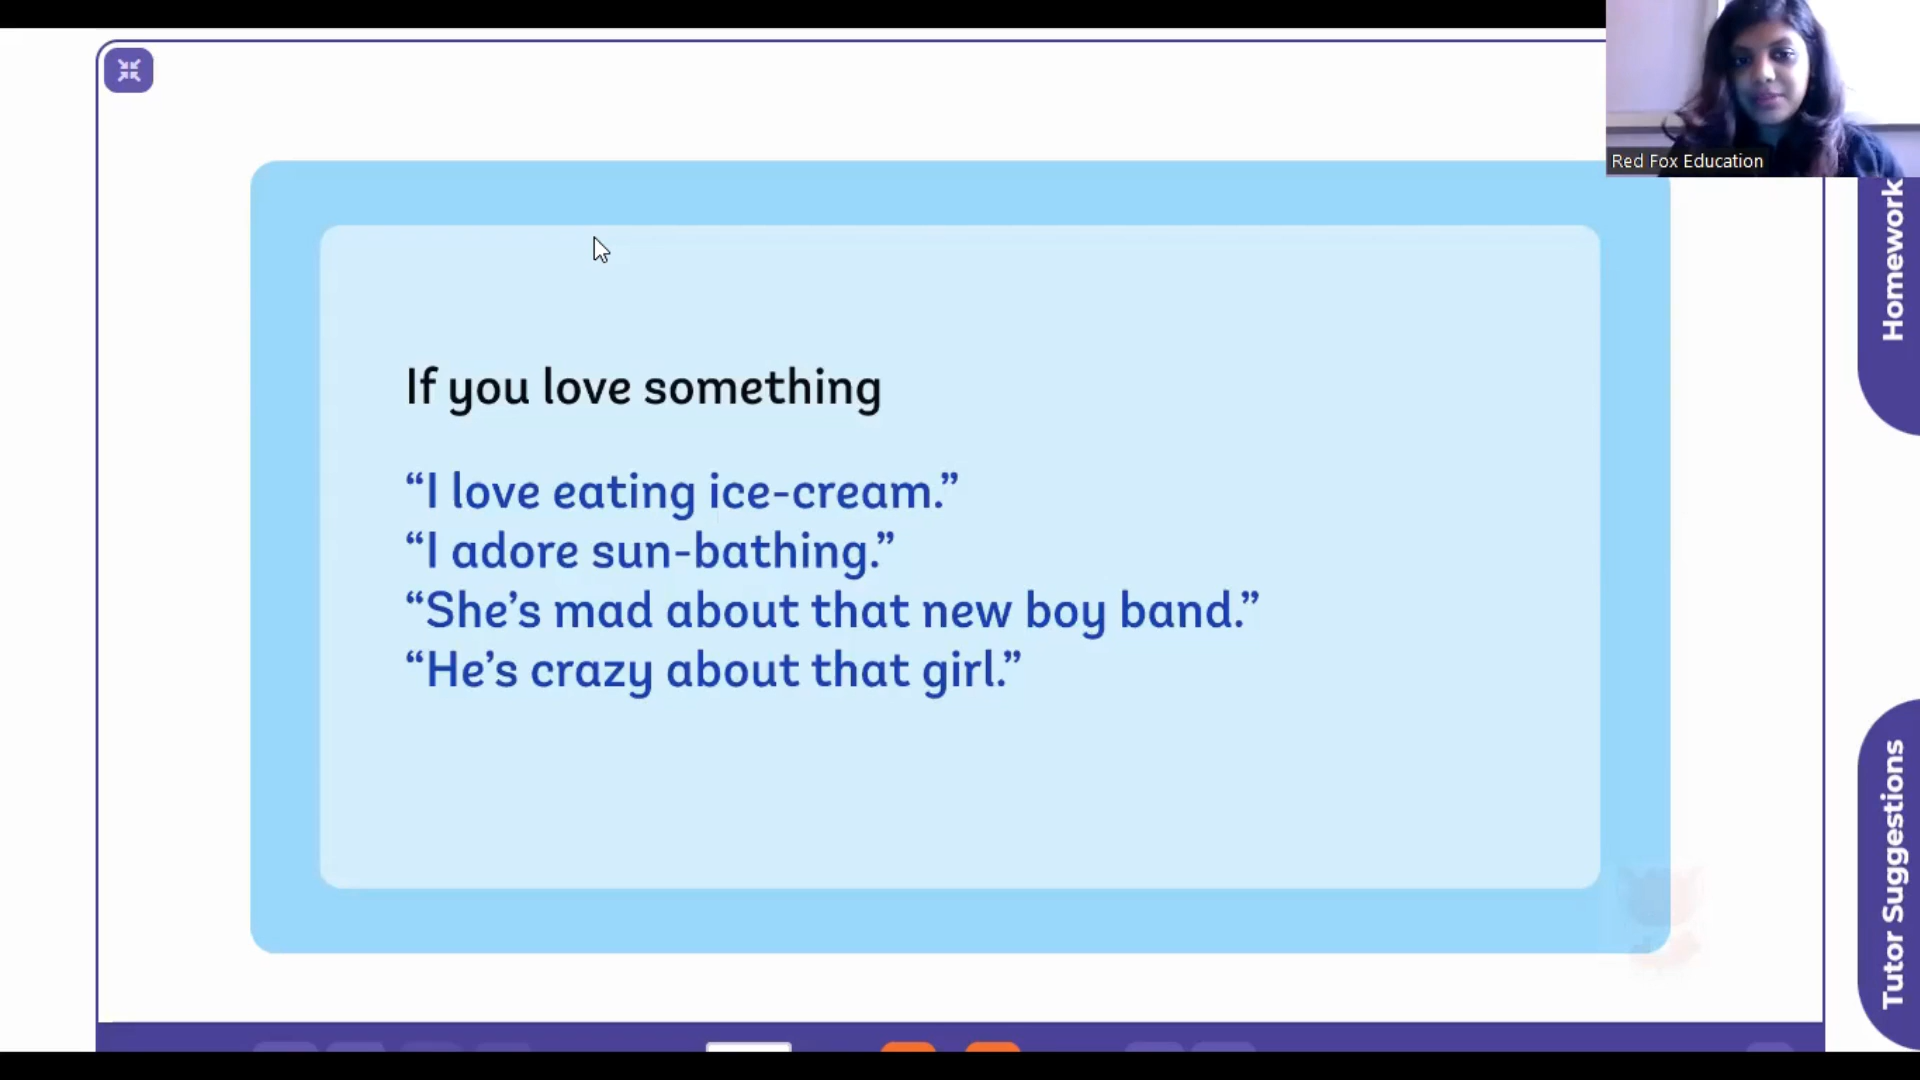 Red Fox Education
Homework
If you love something
“I love eating ice-cream.”
“I adore sun-bathing.”
“She’s mad about that new boy band.”
“He’s crazy about that girl.”
Tutor Suggestions